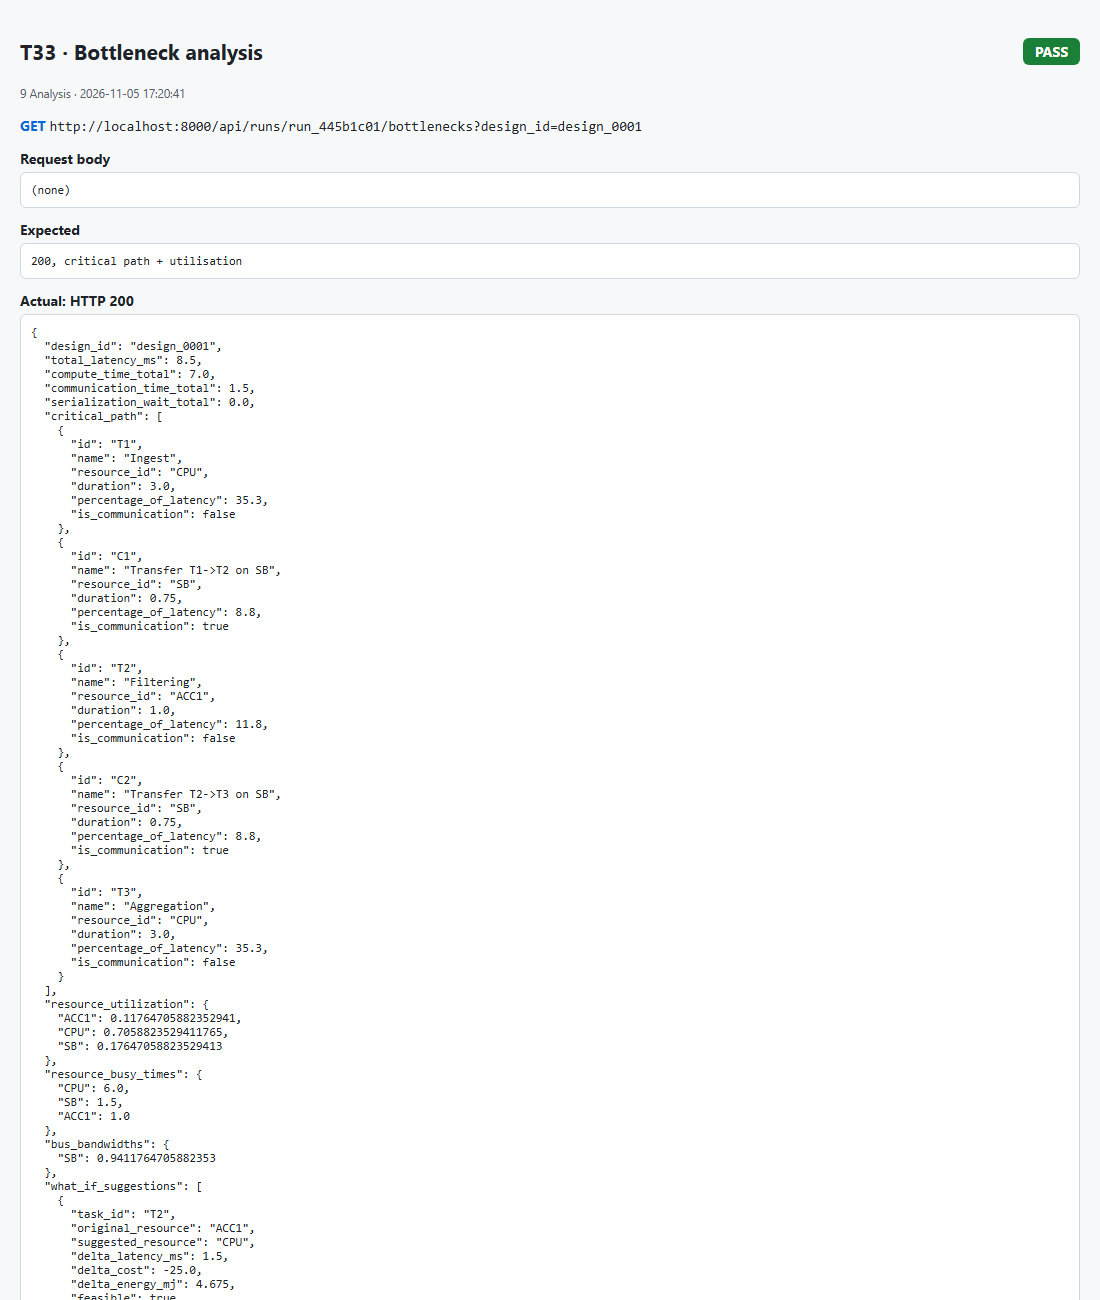 T33 · Bottleneck analysis
PASS
9 Analysis · 2026-11-05 17:20:41
GET http://localhost:8000/api/runs/run_445b1c01/bottlenecks?design_id=design_0001
Request body
(none)
Expected
200, critical path + utilisation
Actual: HTTP 200
{
  "design_id": "design_0001",
  "total_latency_ms": 8.5,
  "compute_time_total": 7.0,
  "communication_time_total": 1.5,
  "serialization_wait_total": 0.0,
  "critical_path": [
    {
      "id": "T1",
      "name": "Ingest",
      "resource_id": "CPU",
      "duration": 3.0,
      "percentage_of_latency": 35.3,
      "is_communication": false
    },
    {
      "id": "C1",
      "name": "Transfer T1->T2 on SB",
      "resource_id": "SB",
      "duration": 0.75,
      "percentage_of_latency": 8.8,
      "is_communication": true
    },
    {
      "id": "T2",
      "name": "Filtering",
      "resource_id": "ACC1",
      "duration": 1.0,
      "percentage_of_latency": 11.8,
      "is_communication": false
    },
    {
      "id": "C2",
      "name": "Transfer T2->T3 on SB",
      "resource_id": "SB",
      "duration": 0.75,
      "percentage_of_latency": 8.8,
      "is_communication": true
    },
    {
      "id": "T3",
      "name": "Aggregation",
      "resource_id": "CPU",
      "duration": 3.0,
      "percentage_of_latency": 35.3,
      "is_communication": false
    }
  ],
  "resource_utilization": {
    "ACC1": 0.11764705882352941,
    "CPU": 0.7058823529411765,
    "SB": 0.17647058823529413
  },
  "resource_busy_times": {
    "CPU": 6.0,
    "SB": 1.5,
    "ACC1": 1.0
  },
  "bus_bandwidths": {
    "SB": 0.9411764705882353
  },
  "what_if_suggestions": [
    {
      "task_id": "T2",
      "original_resource": "ACC1",
      "suggested_resource": "CPU",
      "delta_latency_ms": 1.5,
      "delta_cost": -25.0,
      "delta_energy_mj": 4.675,
      "feasible": true,